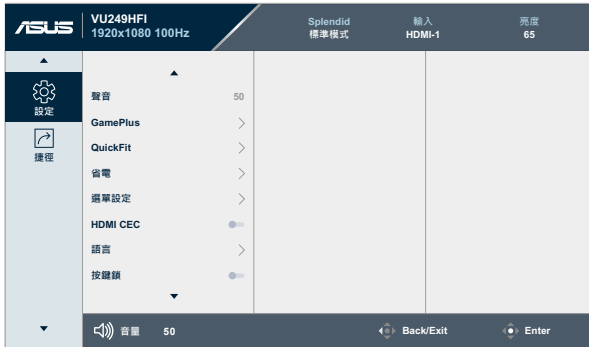 ASUS
VU249HFI
1920x1080 100Hz
Splendid
標準模式
輸入
HDMI-1
亮度
65
設定
捷徑
聲音 50
GamePlus
QuickFit
省電
選單設定
HDMI CEC
語言
按鍵鎖
音量 50
Back/Exit
Enter